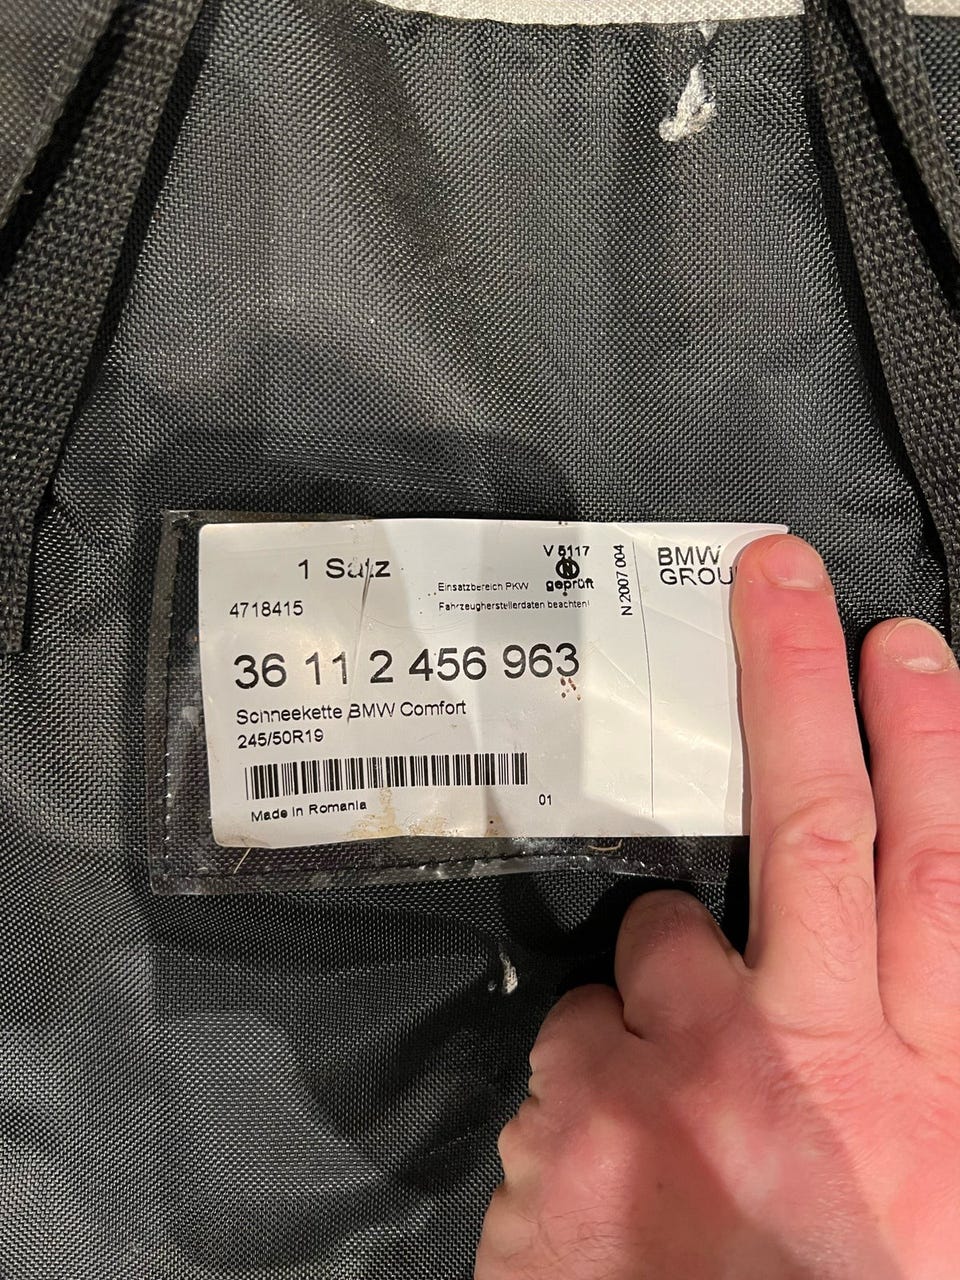 1 Satz
V 5117
geprüft
Einsatzbereich PKW
Fahrzeugherstellerdaten beachten!
N 2007 004
BMW
GROU
4718415
36 11 2 456 963
Schneekette BMW Comfort
245/50R19
Made in Romania
01